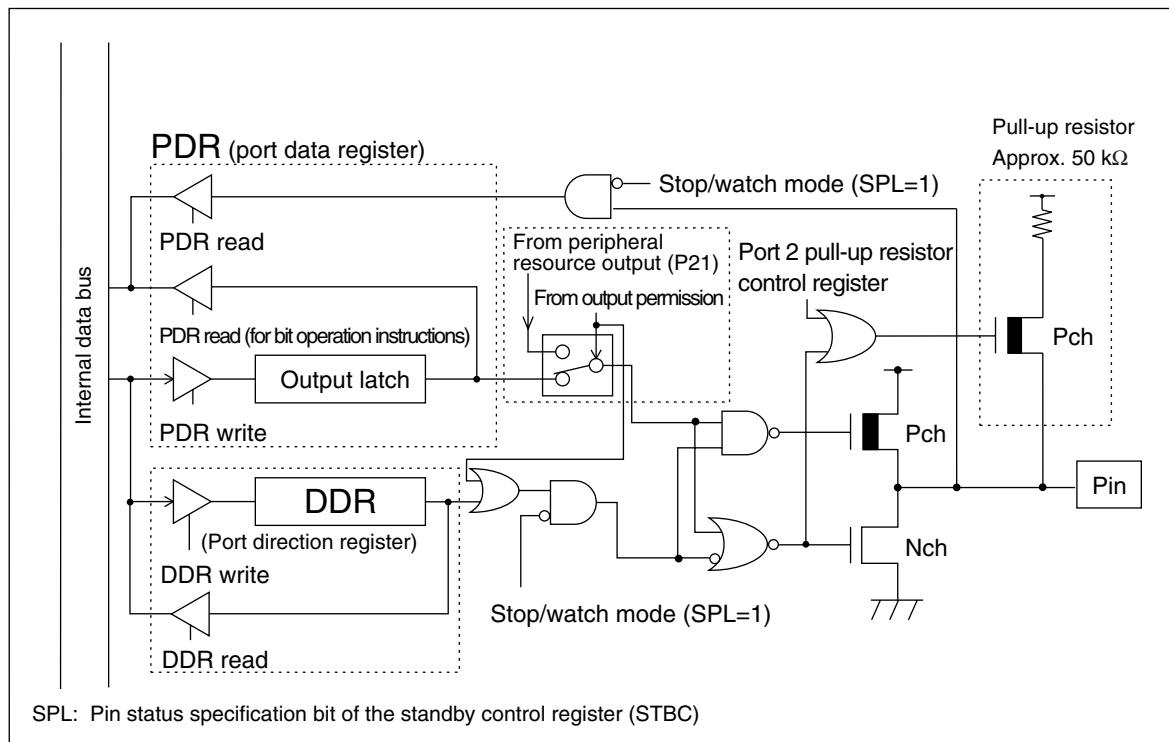 Pull-up resistor
Approx. 50 kΩ
PDR (port data register)
Stop/watch mode (SPL=1)
PDR read
From peripheral
resource output (P21)
Port 2 pull-up resistor
control register
From output permission
Pch
PDR read (for bit operation instructions)
Internal data bus
Output latch
PDR write
Pch
Pin
DDR
(Port direction register)
DDR write
Nch
Stop/watch mode (SPL=1)
DDR read
SPL: Pin status specification bit of the standby control register (STBC)